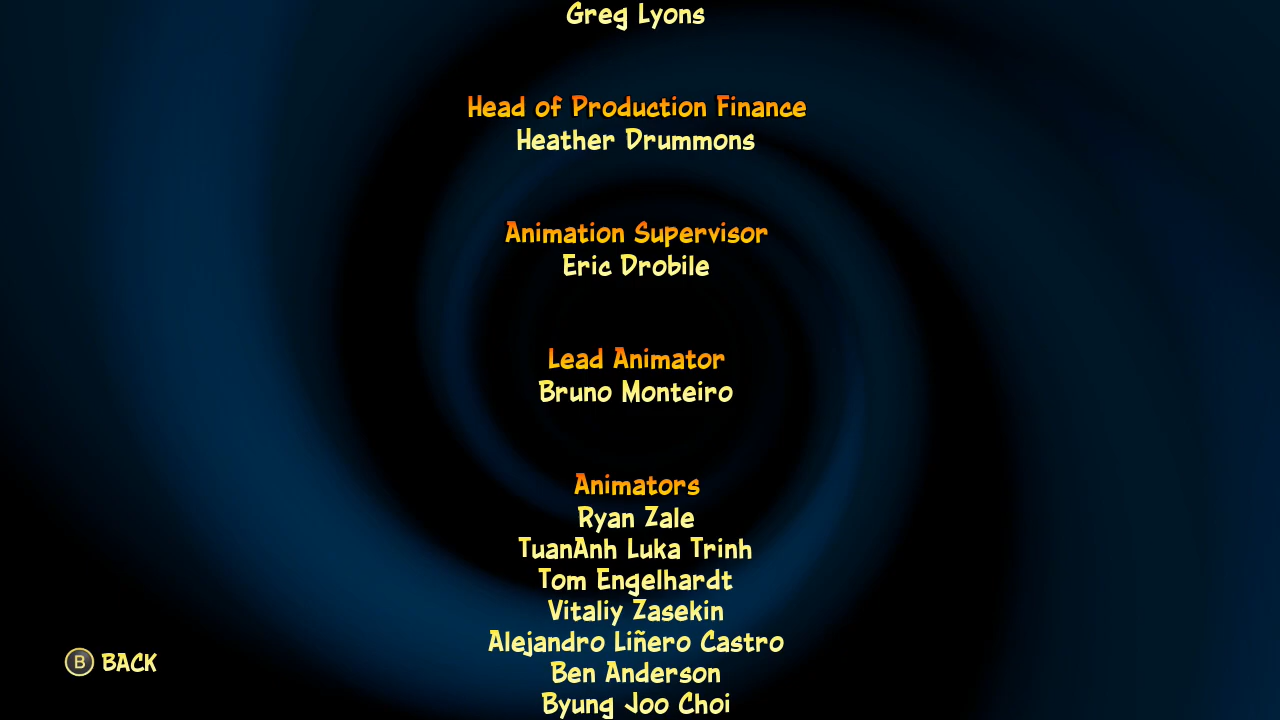 Greg Lyons
Head of Production Finance
Heather Drummons
Animation Supervisor
Eric Drobile
Lead Animator
Bruno Monteiro
Animators
Ryan Zale
TuanAnh Luka Trinh
Tom Engelhardt
Vitaliy Zasekin
Alejandro Liñero Castro
Ben Anderson
Byung Joo Choi
B BACK